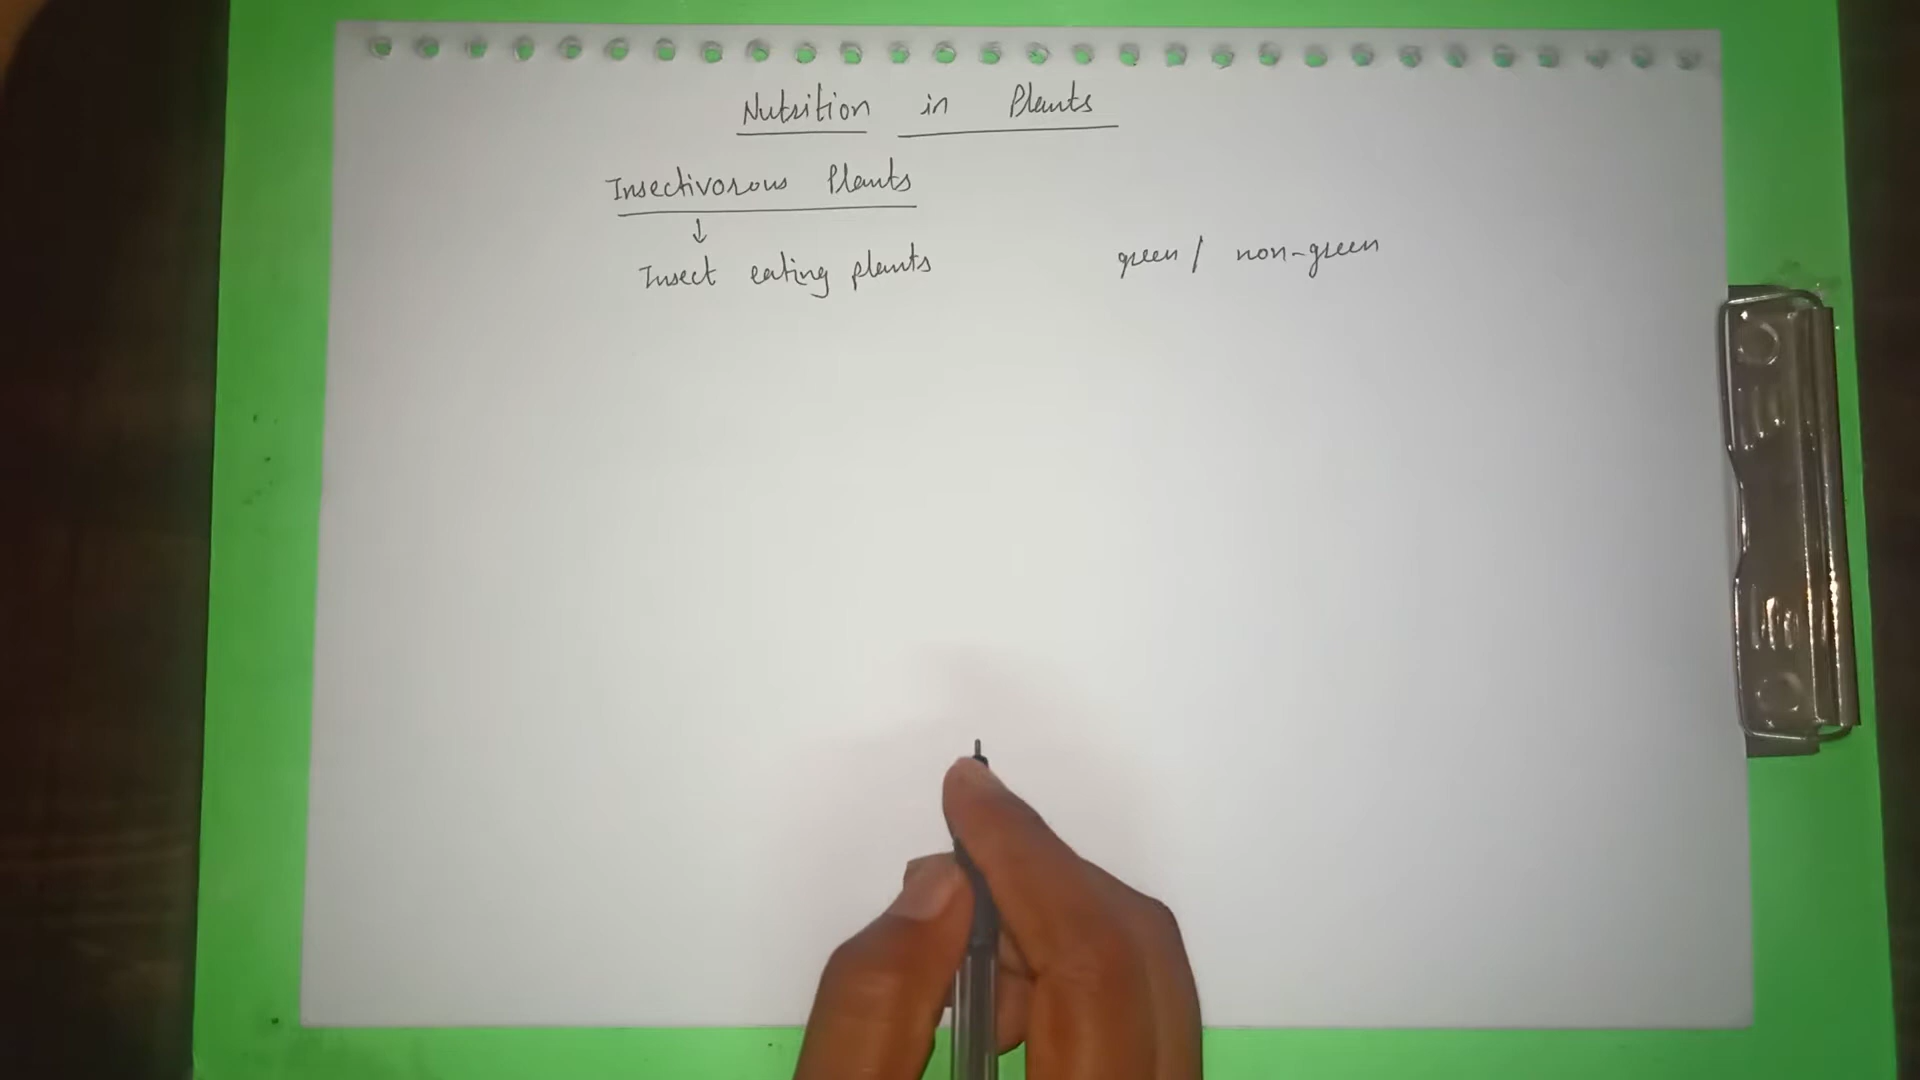 Nutrition in Plants
Insectivorous Plants
↓
Insect eating plants green / non-green